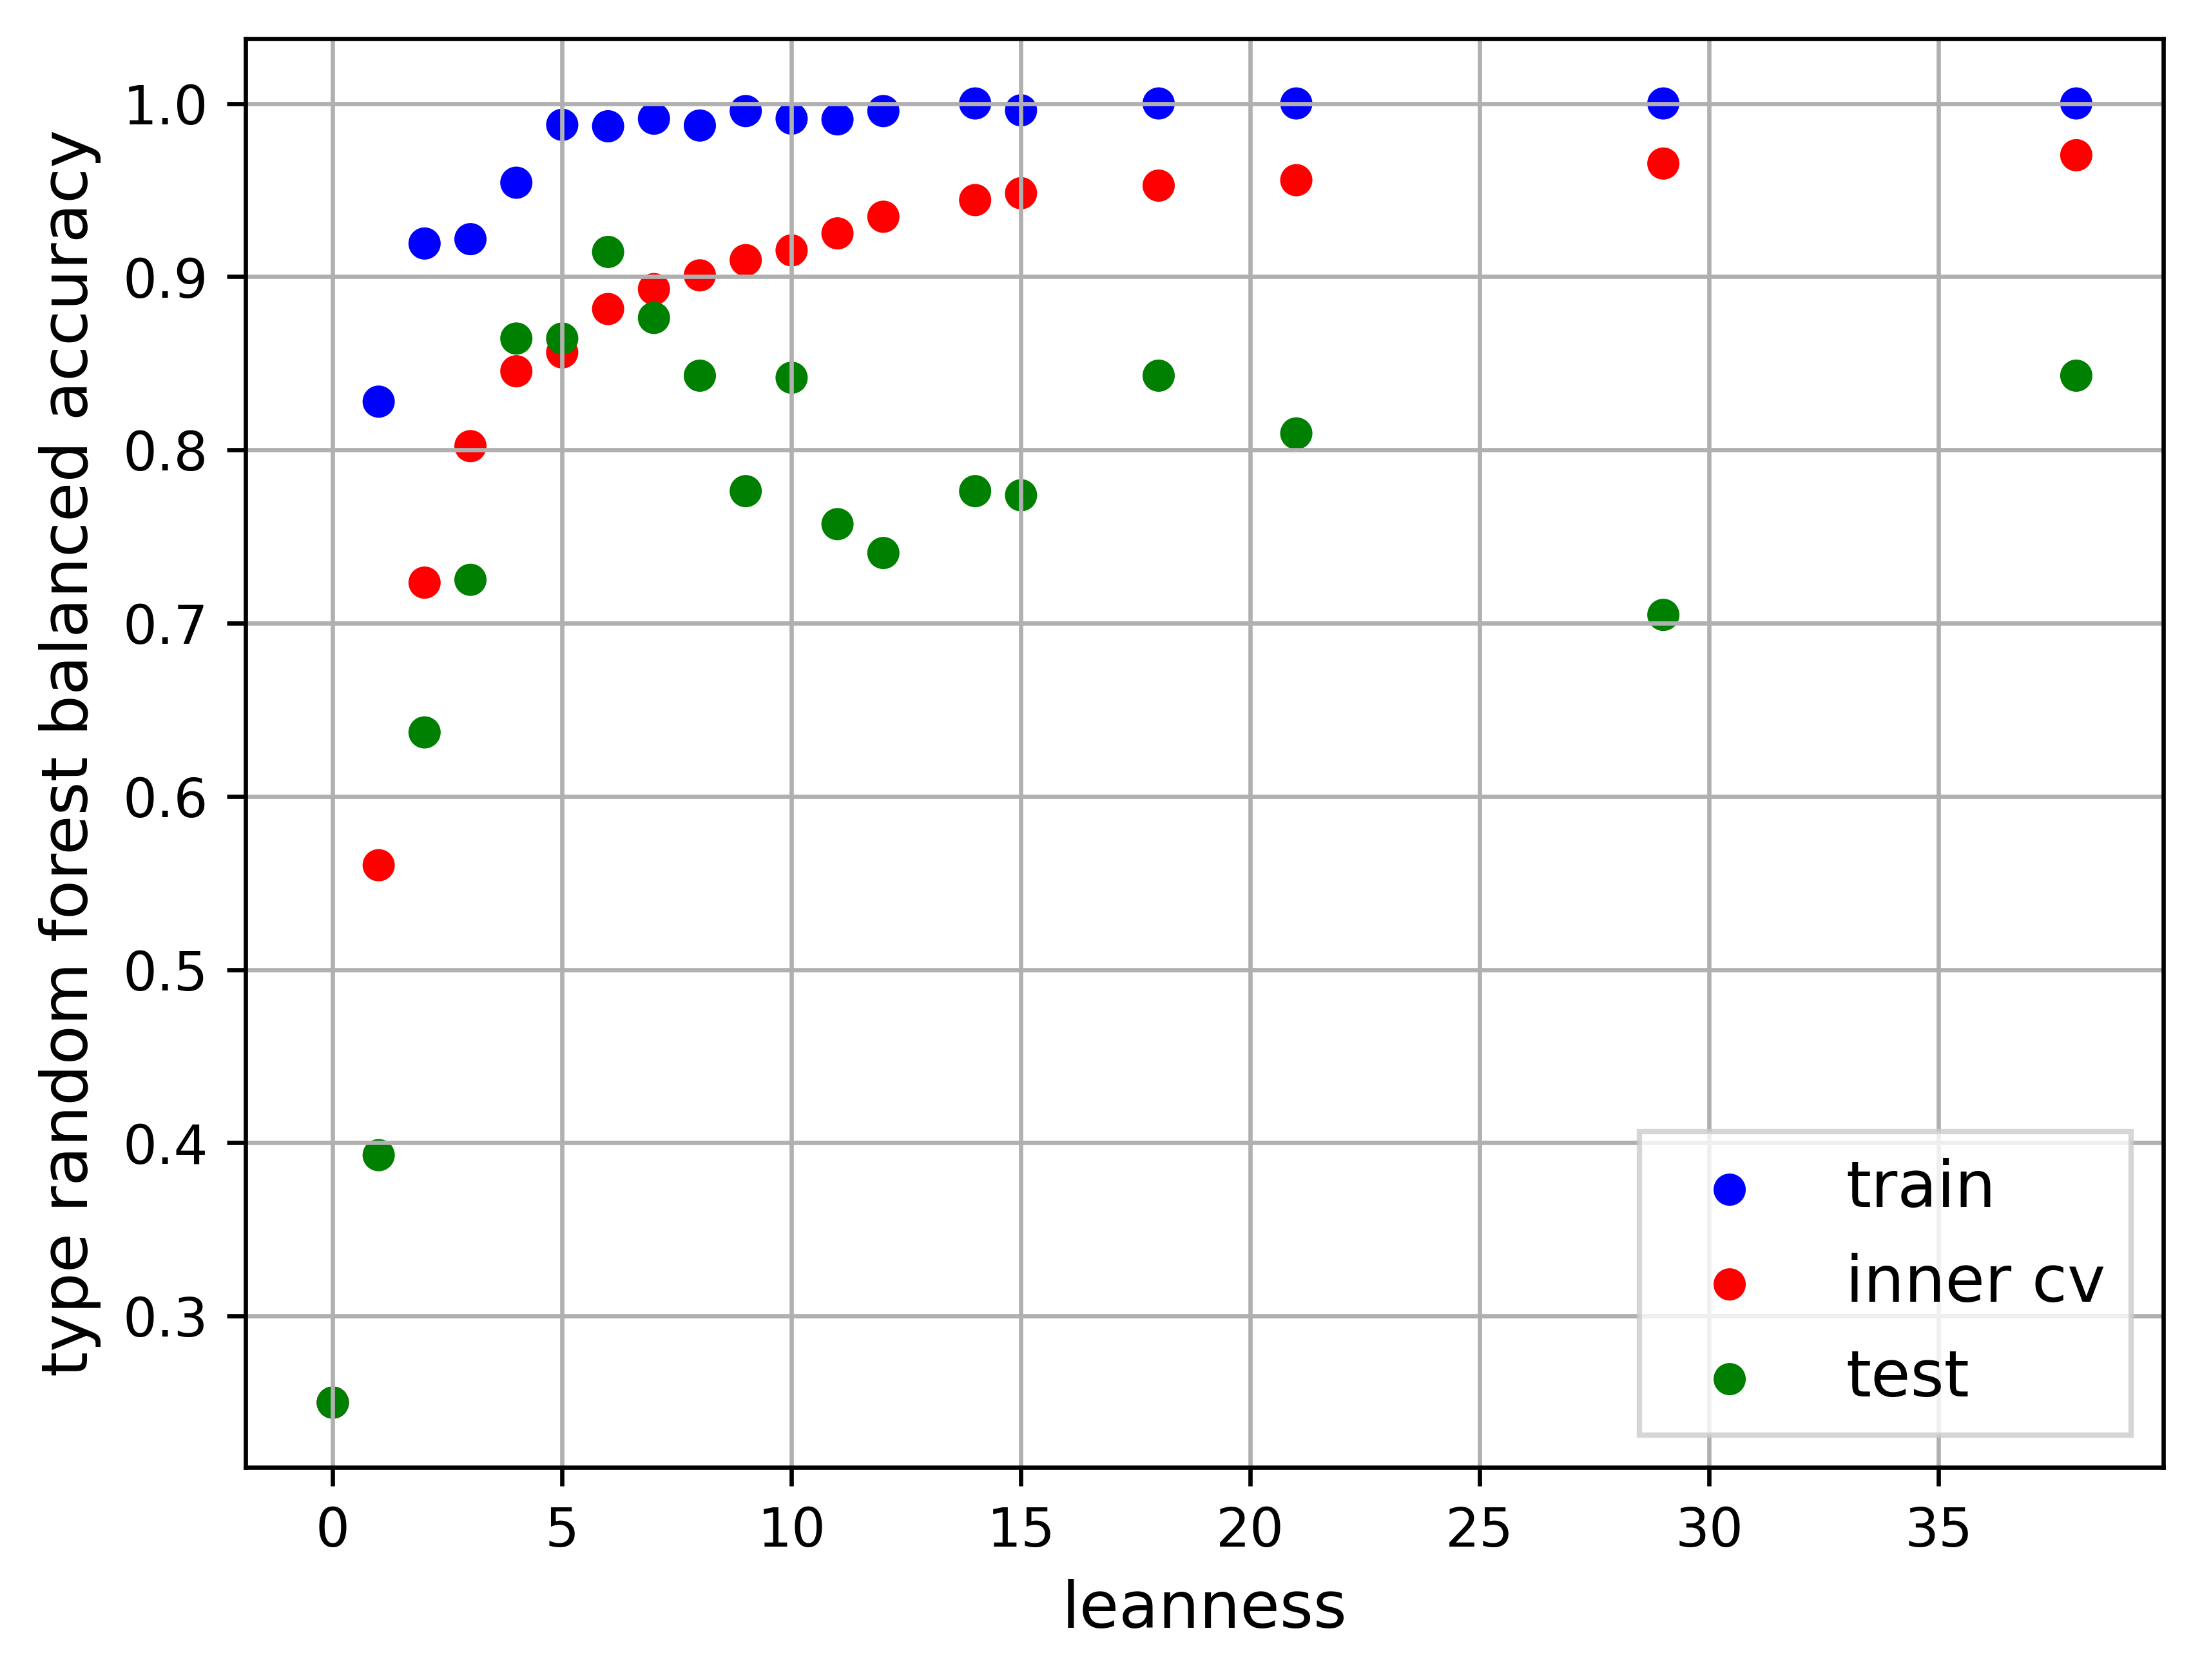 type random forest balanced accuracy
1.0
0.9
0.8
0.7
0.6
0.5
0.4
0.3
train
inner cv
test
0 5 10 15 20 25 30 35
leanness